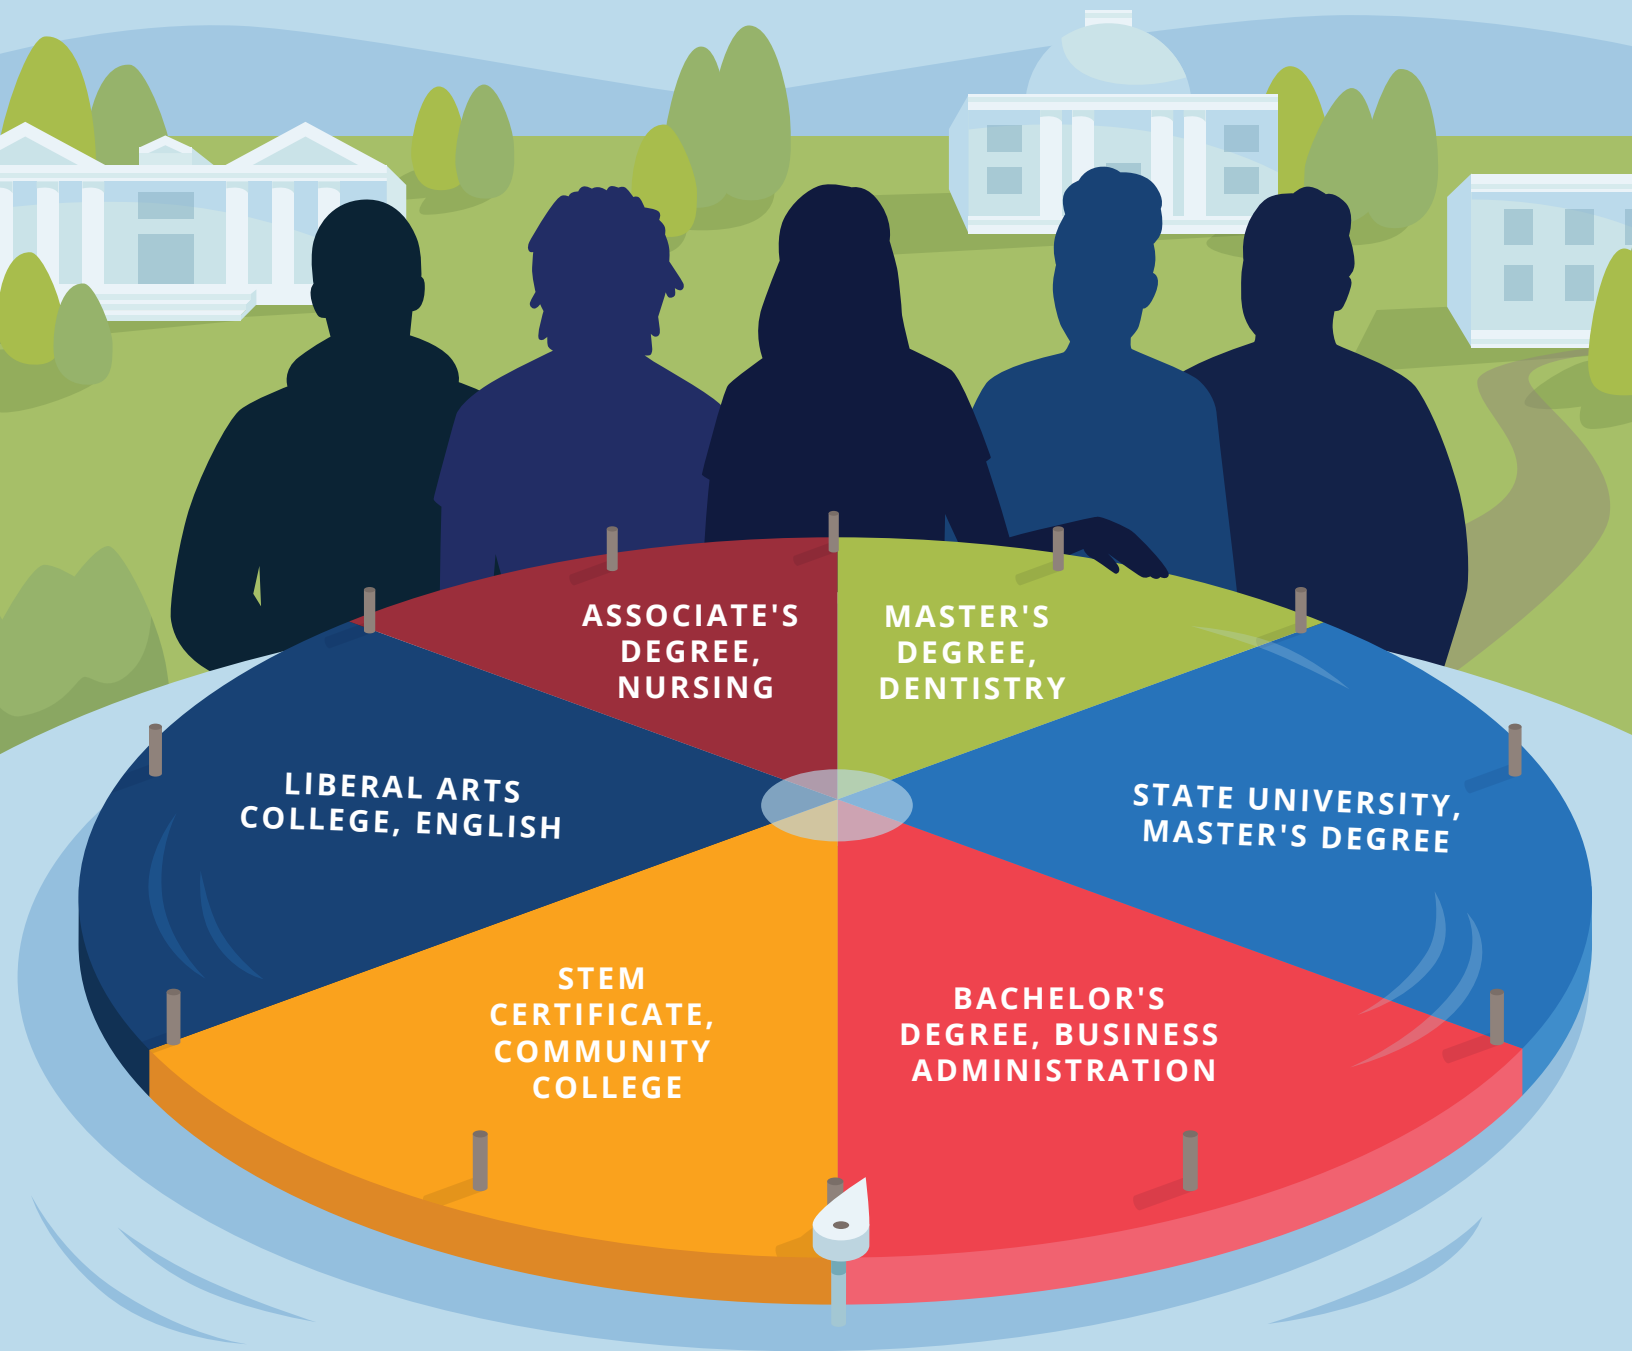 ASSOCIATE'S
DEGREE,
NURSING
MASTER'S
DEGREE,
DENTISTRY
LIBERAL ARTS
COLLEGE, ENGLISH
STATE UNIVERSITY,
MASTER'S DEGREE
STEM
CERTIFICATE,
COMMUNITY
COLLEGE
BACHELOR'S
DEGREE, BUSINESS
ADMINISTRATION